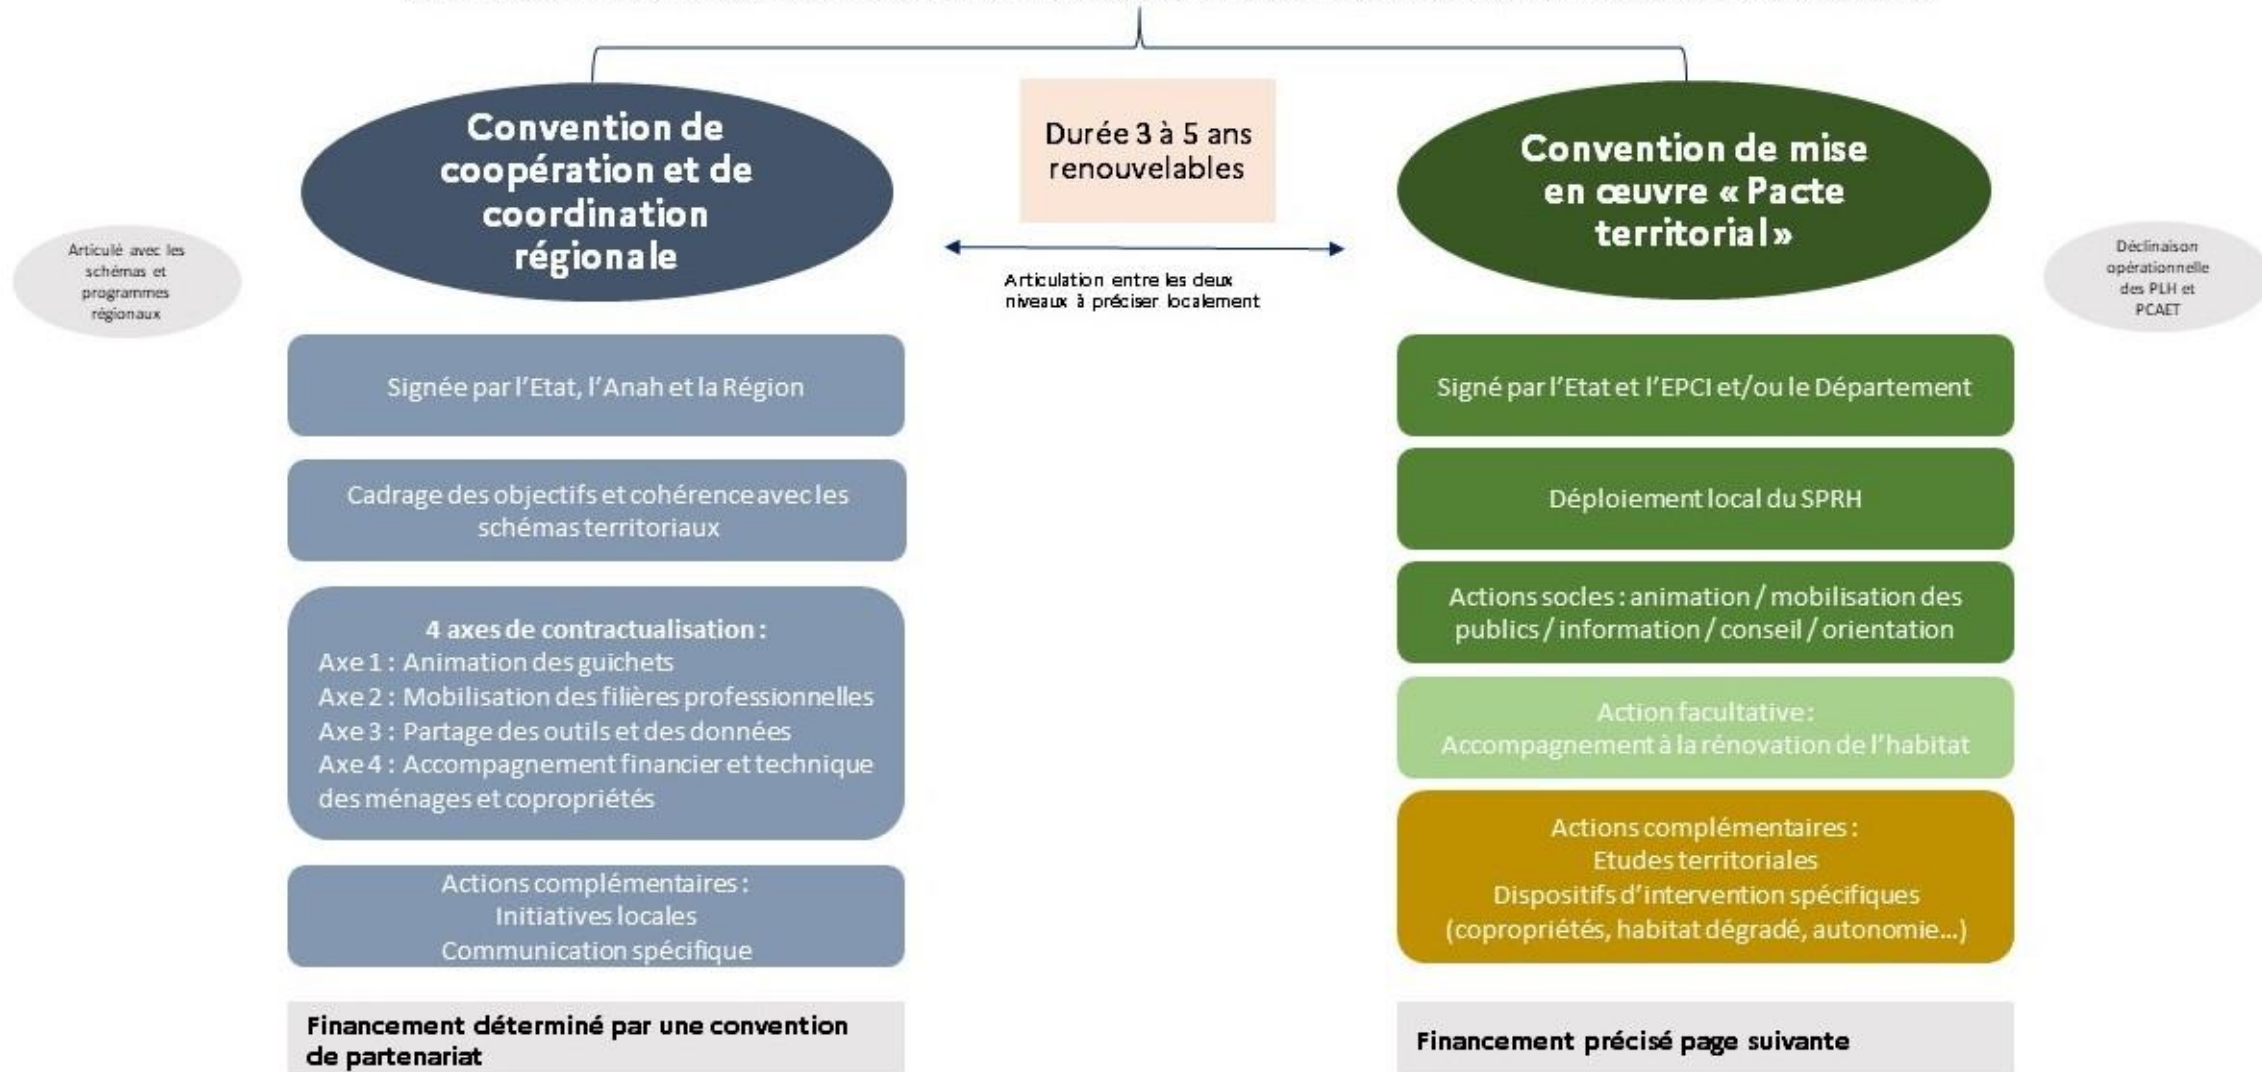 Convention de
coopération et de
coordination
régionale
Durée 3 à 5 ans
renouvelables
Convention de mise
en œuvre « Pacte
territorial »
Articulé avec les
schémas et
programmes
régionaux
Articulation entre les deux
niveaux à préciser localement
Déclinaison
opérationnelle
des PLH et
PCAET
Signée par l'Etat, l'Anah et la Région
Cadrage des objectifs et cohérence avec les
schémas territoriaux
4 axes de contractualisation :
Axe 1 : Animation des guichets
Axe 2 : Mobilisation des filières professionnelles
Axe 3 : Partage des outils et des données
Axe 4 : Accompagnement financier et technique
des ménages et copropriétés
Actions complémentaires :
Initiatives locales
Communication spécifique
Financement déterminé par une convention
de partenariat
Signé par l'Etat et l'EPCI et/ou le Département
Déploiement local du SPRH
Actions socles : animation / mobilisation des
publics / information / conseil / orientation
Action facultative :
Accompagnement à la rénovation de l'habitat
Actions complémentaires :
Etudes territoriales
Dispositifs d'intervention spécifiques
(copropriétés, habitat dégradé, autonomie...)
Financement précisé page suivante